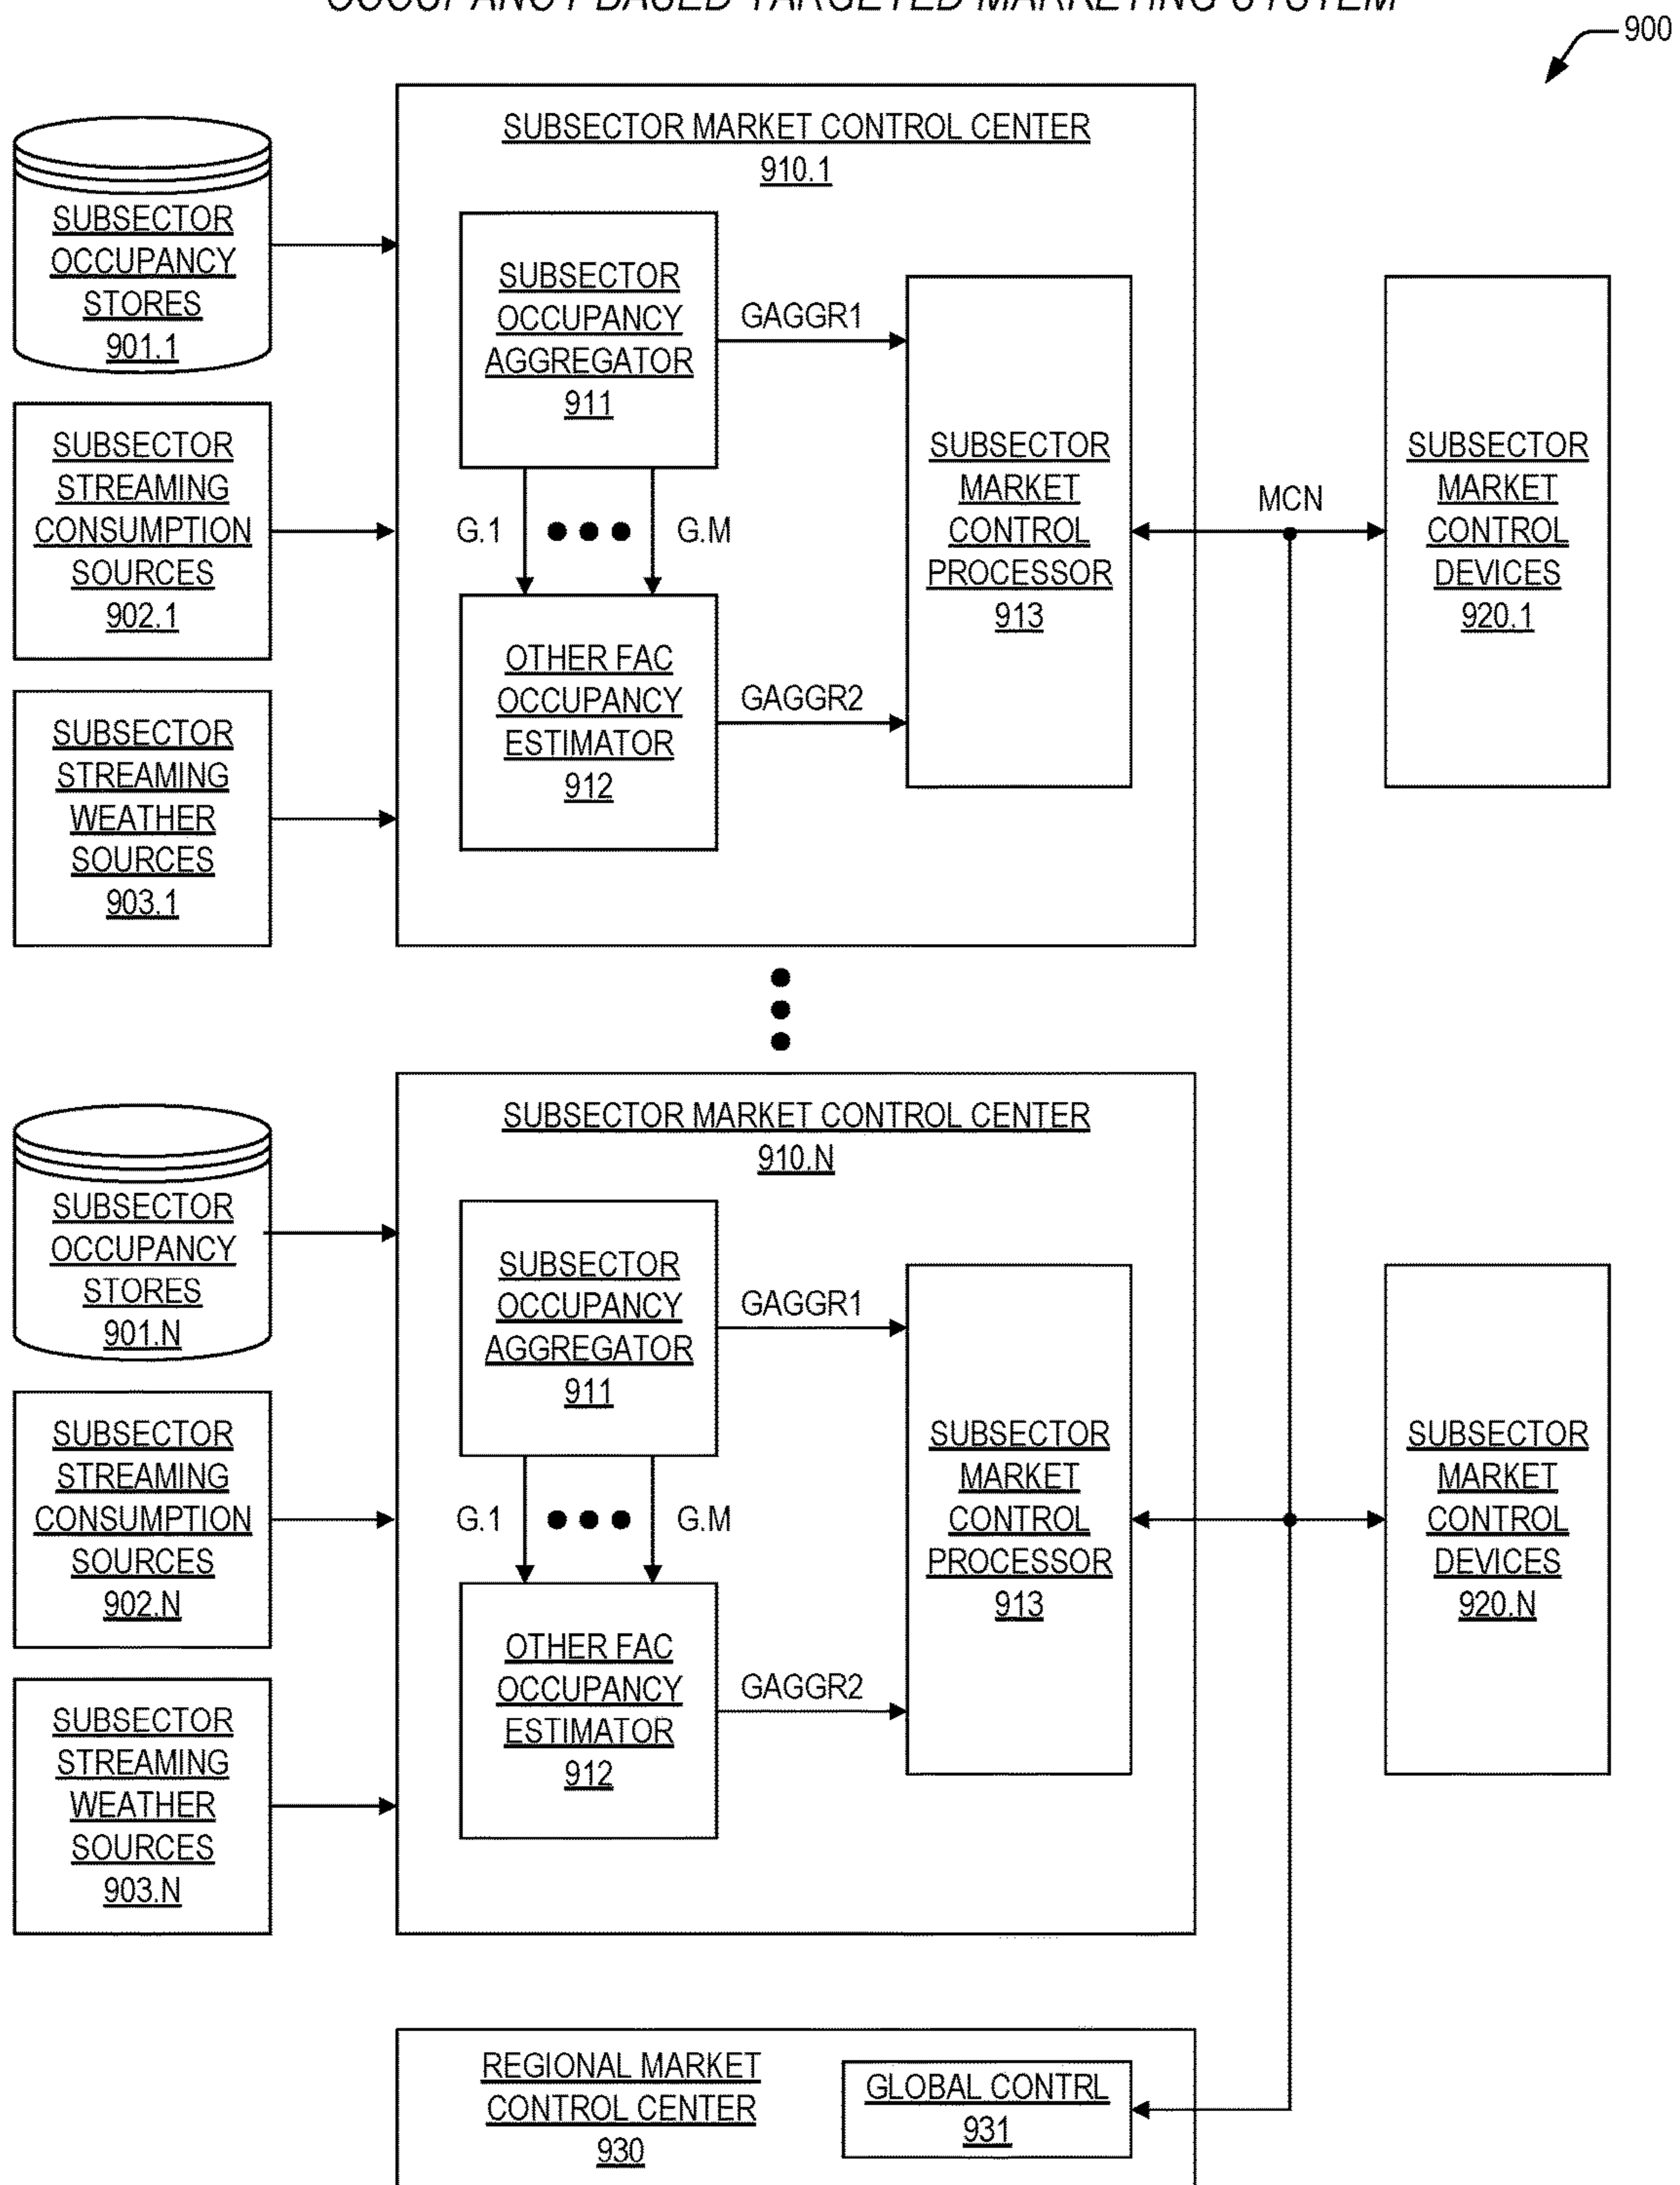 OCCUPANCY BASED TARGETED MARKETING SYSTEM
900
SUBSECTOR
OCCUPANCY
STORES
901.1
SUBSECTOR
STREAMING
CONSUMPTION
SOURCES
902.1
SUBSECTOR
STREAMING
WEATHER
SOURCES
903.1
SUBSECTOR MARKET CONTROL CENTER
910.1
SUBSECTOR
OCCUPANCY
AGGREGATOR
911
GAGGR1
G.1
G.M
OTHER FAC
OCCUPANCY
ESTIMATOR
912
GAGGR2
SUBSECTOR
MARKET
CONTROL
PROCESSOR
913
MCN
SUBSECTOR
MARKET
CONTROL
DEVICES
920.1
SUBSECTOR
OCCUPANCY
STORES
901.N
SUBSECTOR
STREAMING
CONSUMPTION
SOURCES
902.N
SUBSECTOR
STREAMING
WEATHER
SOURCES
903.N
SUBSECTOR MARKET CONTROL CENTER
910.N
SUBSECTOR
OCCUPANCY
AGGREGATOR
911
GAGGR1
G.1
G.M
OTHER FAC
OCCUPANCY
ESTIMATOR
912
GAGGR2
SUBSECTOR
MARKET
CONTROL
PROCESSOR
913
SUBSECTOR
MARKET
CONTROL
DEVICES
920.N
REGIONAL MARKET
CONTROL CENTER
930
GLOBAL CONTRL
931